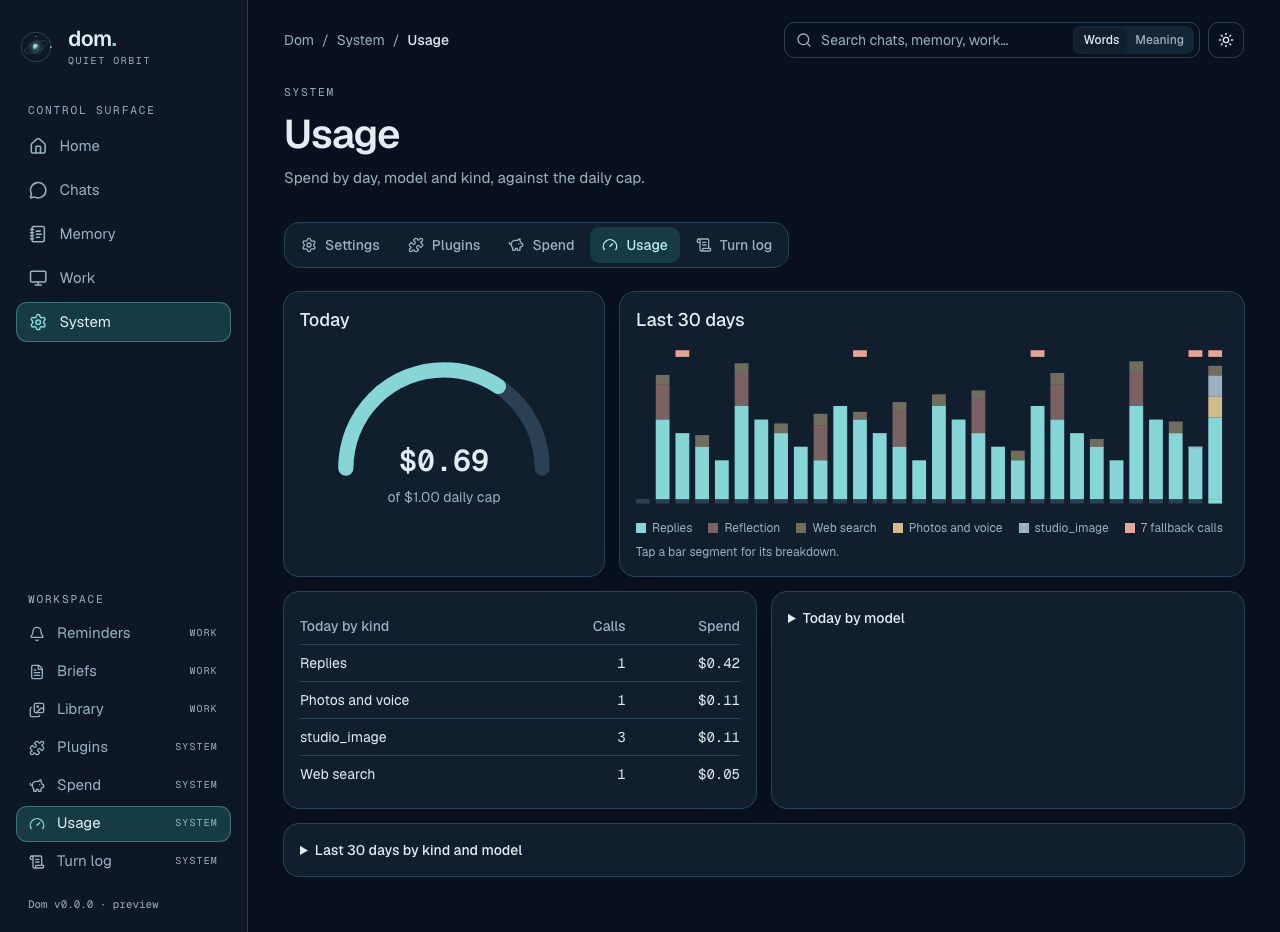 dom.
QUIET ORBIT
CONTROL SURFACE
Home
Chats
Memory
Work
System
WORKSPACE
Reminders WORK
Briefs WORK
Library WORK
Plugins SYSTEM
Spend SYSTEM
Usage SYSTEM
Turn log SYSTEM
Dom v0.0.0 · preview
Dom / System / Usage
Search chats, memory, work… Words Meaning
SYSTEM
Usage
Spend by day, model and kind, against the daily cap.
Settings Plugins Spend Usage Turn log
Today
$0.69
of $1.00 daily cap
Last 30 days
Replies Reflection Web search Photos and voice studio_image 7 fallback calls
Tap a bar segment for its breakdown.
Today by kind Calls Spend
Replies 1 $0.42
Photos and voice 1 $0.11
studio_image 3 $0.11
Web search 1 $0.05
Today by model
Last 30 days by kind and model